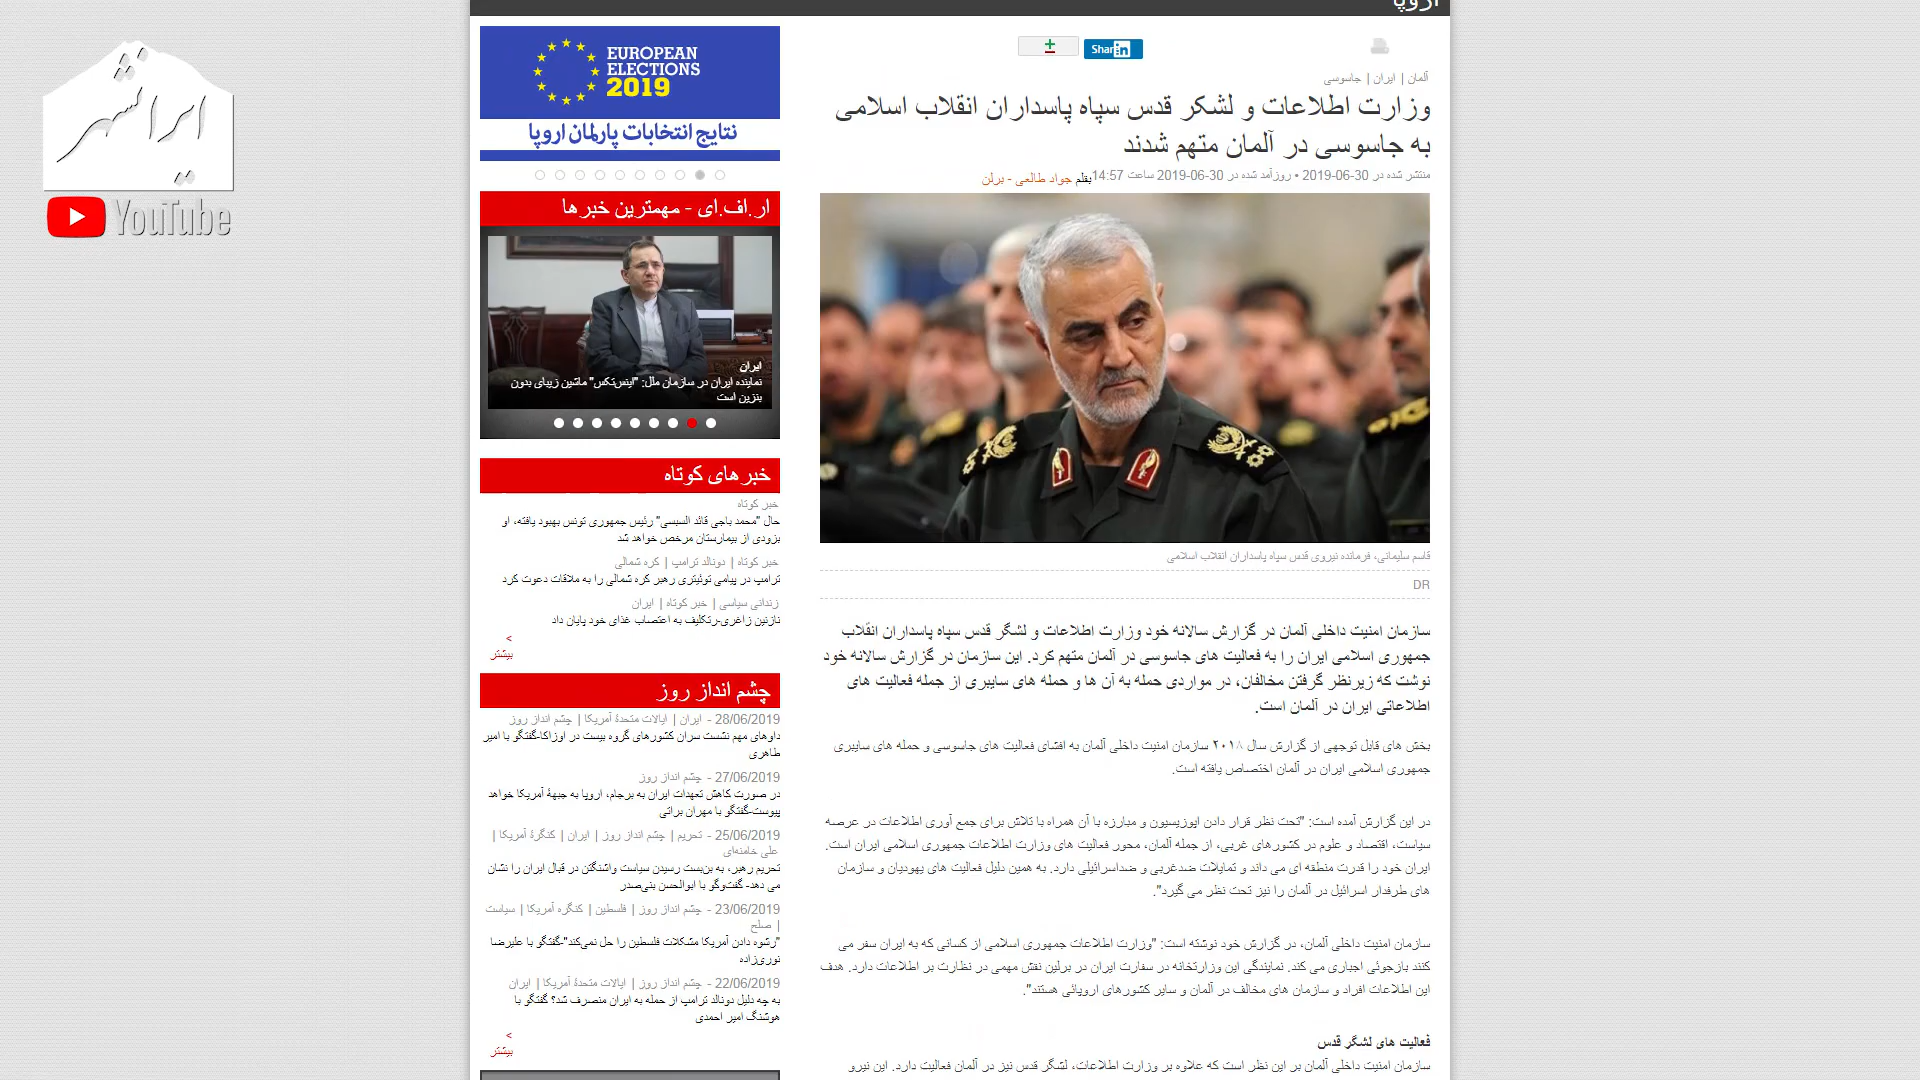 اروپا
ایرانشهر
YouTube
EUROPEAN
ELECTIONS
2019
نتایج انتخابات پارلمان اروپا
ار.اف.ای - مهمترین خبرها
ایران
نماینده ایران در سازمان ملل: "اینس‌تکس" ماشین زیبای بدون
بنزین است
خبرهای کوتاه
خبر کوتاه
حال "محمد باجی قائد السبسی" رئیس جمهوری تونس بهبود یافته، او
بزودی از بیمارستان مرخص خواهد شد
خبر کوتاه | دونالد ترامپ | کره شمالی
ترامپ در پیامی توئیتری رهبر کره شمالی را به ملاقات دعوت کرد
زندانی سیاسی | خبر کوتاه | ایران
نازنین زاغری-رتکلیف به اعتصاب غذای خود پایان داد
>
بیشتر
چشم انداز روز
28/06/2019 - ایران | ایالات متحدهٔ آمریکا | چشم انداز روز
داوهای مهم نشست سران کشورهای گروه بیست در اوزاکا-گفتگو با امیر
طاهری
27/06/2019 - چشم انداز روز
در صورت کاهش تعهدات ایران به برجام، اروپا به جبههٔ آمریکا خواهد
پیوست-گفتگو با مهران براتی
25/06/2019 - تحریم | چشم انداز روز | ایران | کنگرهٔ آمریکا |
علی خامنه‌ای
تحریم رهبر، به بن‌بست رسیدن سیاست واشنگتن در قبال ایران را نشان
می دهد- گفت‌وگو با ابوالحسن بنی‌صدر
23/06/2019 - چشم انداز روز | فلسطین | کنگره آمریکا | سیاست
| صلح
"رشوه دادن آمریکا مشکلات فلسطین را حل نمی‌کند"-گفتگو با علیرضا
نوری‌زاده
22/06/2019 - چشم انداز روز | ایالات متحدهٔ آمریکا | ایران
به چه دلیل دونالد ترامپ از حمله به ایران منصرف شد؟ گفتگو با
هوشنگ امیر احمدی
>
بیشتر
± Share in
آلمان | ایران | جاسوسی
وزارت اطلاعات و لشکر قدس سپاه پاسداران انقلاب اسلامی
به جاسوسی در آلمان متهم شدند
منتشر شده در 30-06-2019 • روزآمد شده در 30-06-2019 ساعت 14:57
بقلم جواد طالعی - برلن
قاسم سلیمانی، فرمانده نیروی قدس سپاه پاسداران انقلاب اسلامی
DR
سازمان امنیت داخلی آلمان در گزارش سالانه خود وزارت اطلاعات و لشگر قدس سپاه پاسداران انقلاب
جمهوری اسلامی ایران را به فعالیت های جاسوسی در آلمان متهم کرد. این سازمان در گزارش سالانه خود
نوشت که زیرنظر گرفتن مخالفان، در مواردی حمله به آن ها و حمله های سایبری از جمله فعالیت های
اطلاعاتی ایران در آلمان است.
بخش های قابل توجهی از گزارش سال ۲۰۱۸ سازمان امنیت داخلی آلمان به افشای فعالیت های جاسوسی و حمله های سایبری
جمهوری اسلامی ایران در آلمان اختصاص یافته است.
در این گزارش آمده است: "تحت نظر قرار دادن اپوزیسیون و مبارزه با آن همراه با تلاش برای جمع آوری اطلاعات در عرصه
سیاست، اقتصاد و علوم در کشورهای غربی، از جمله آلمان، محور فعالیت های وزارت اطلاعات جمهوری اسلامی ایران است.
ایران خود را قدرت منطقه ای می داند و تمایلات ضدغربی و ضداسرائیلی دارد. به همین دلیل فعالیت های یهودیان و سازمان
های طرفدار اسرائیل در آلمان را نیز تحت نظر می گیرد".
سازمان امنیت داخلی آلمان، در گزارش خود نوشته است: "وزارت اطلاعات جمهوری اسلامی از کسانی که به ایران سفر می
کنند بازجوئی اجباری می کند. نمایندگی این وزارتخانه در سفارت ایران در برلین نقش مهمی در نظارت بر اطلاعات دارد. هدف
این اطلاعات افراد و سازمان های مخالف در آلمان و سایر کشورهای اروپائی هستند".
فعالیت های لشگر قدس
سازمان امنیت داخلی آلمان بر این نظر است که علاوه بر وزارت اطلاعات، لشگر قدس نیز در آلمان فعالیت دارد. این نیرو